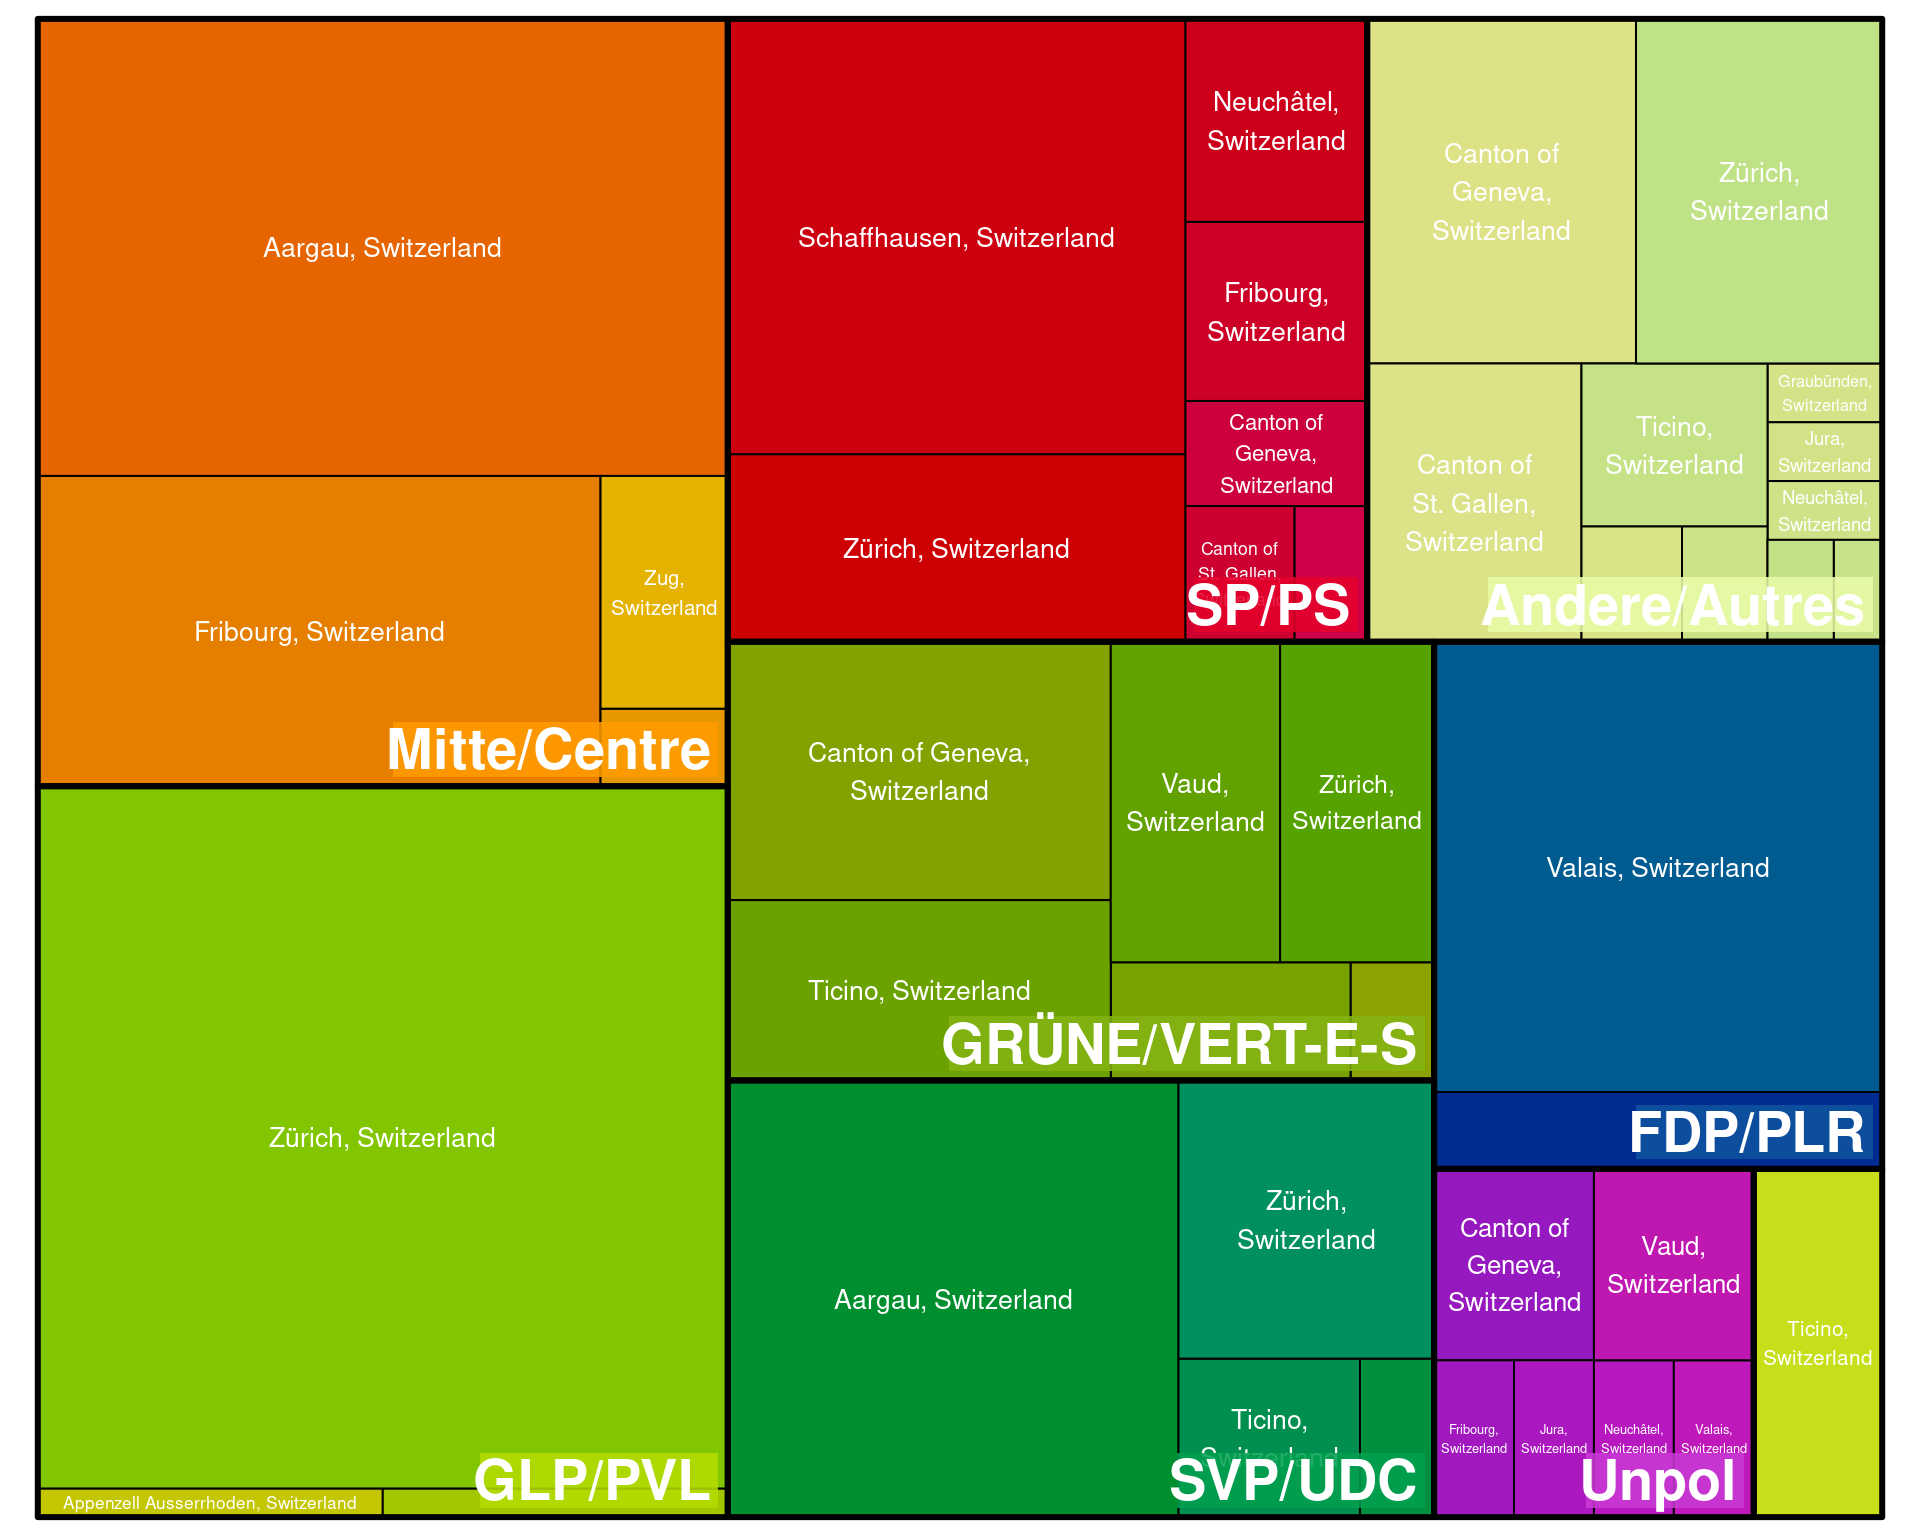 Aargau, Switzerland
Fribourg, Switzerland
Zug,
Switzerland
Mitte/Centre
Zürich, Switzerland
Appenzell Ausserrhoden, Switzerland
GLP/PVL
Schaffhausen, Switzerland
Zürich, Switzerland
Neuchâtel,
Switzerland
Fribourg,
Switzerland
Canton of
Geneva,
Switzerland
Canton of
St. Gallen,
SP/PS
Canton of
Geneva,
Switzerland
Zürich,
Switzerland
Canton of
St. Gallen,
Switzerland
Ticino,
Switzerland
Graubünden,
Switzerland
Jura,
Switzerland
Neuchâtel,
Switzerland
Andere/Autres
Canton of Geneva,
Switzerland
Ticino, Switzerland
Vaud,
Switzerland
Zürich,
Switzerland
GRÜNE/VERT-E-S
Valais, Switzerland
FDP/PLR
Aargau, Switzerland
Zürich,
Switzerland
Ticino,
Switzerland
SVP/UDC
Canton of
Geneva,
Switzerland
Vaud,
Switzerland
Fribourg,
Switzerland
Jura,
Switzerland
Neuchâtel,
Switzerland
Valais,
Switzerland
Unpol
Ticino,
Switzerland